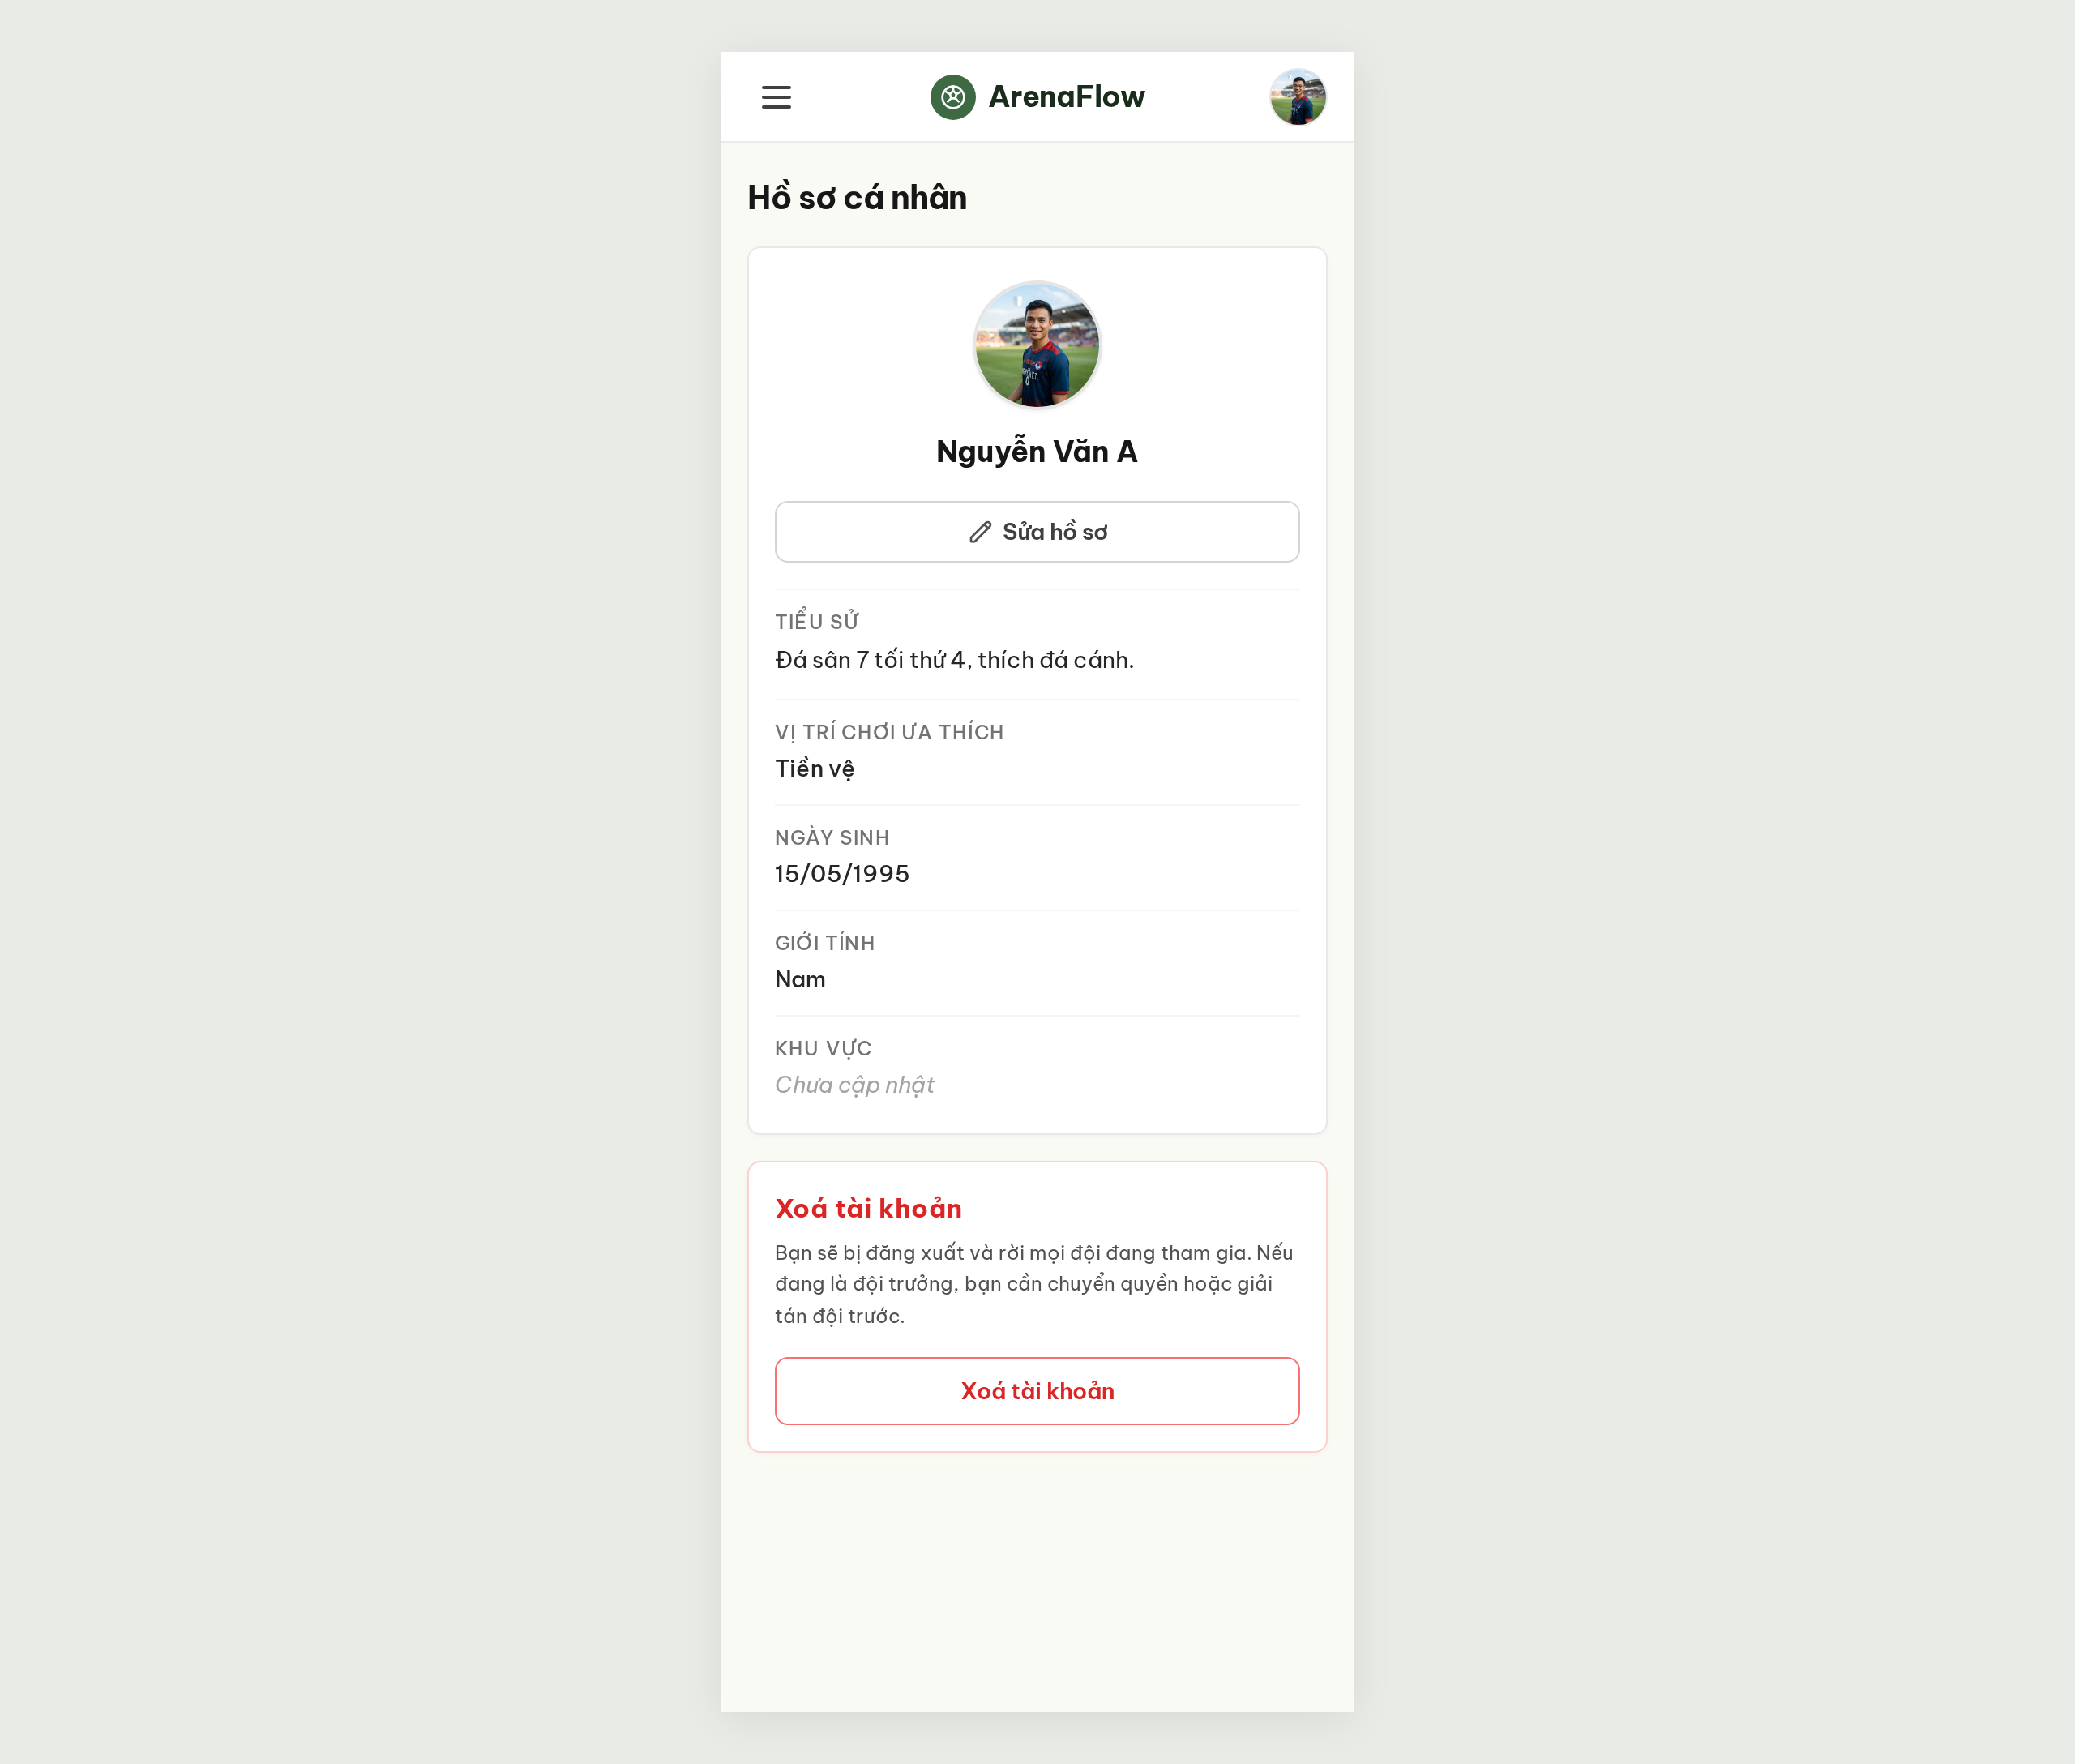 ArenaFlow
Hồ sơ cá nhân
Nguyễn Văn A
Sửa hồ sơ
TIỂU SỬ
Đá sân 7 tối thứ 4, thích đá cánh.
VỊ TRÍ CHƠI ƯA THÍCH
Tiền vệ
NGÀY SINH
15/05/1995
GIỚI TÍNH
Nam
KHU VỰC
Chưa cập nhật
Xoá tài khoản
Bạn sẽ bị đăng xuất và rời mọi đội đang tham gia. Nếu
đang là đội trưởng, bạn cần chuyển quyền hoặc giải
tán đội trước.
Xoá tài khoản